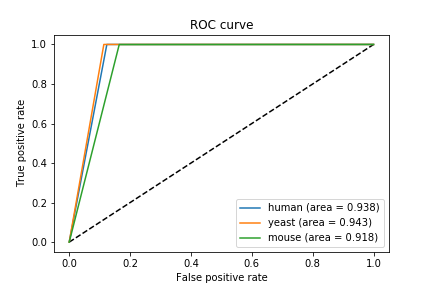 ROC curve
True positive rate
1.0
0.8
0.6
0.4
0.2
0.0
human (area = 0.938)
yeast (area = 0.943)
mouse (area = 0.918)
0.0 0.2 0.4 0.6 0.8 1.0
False positive rate